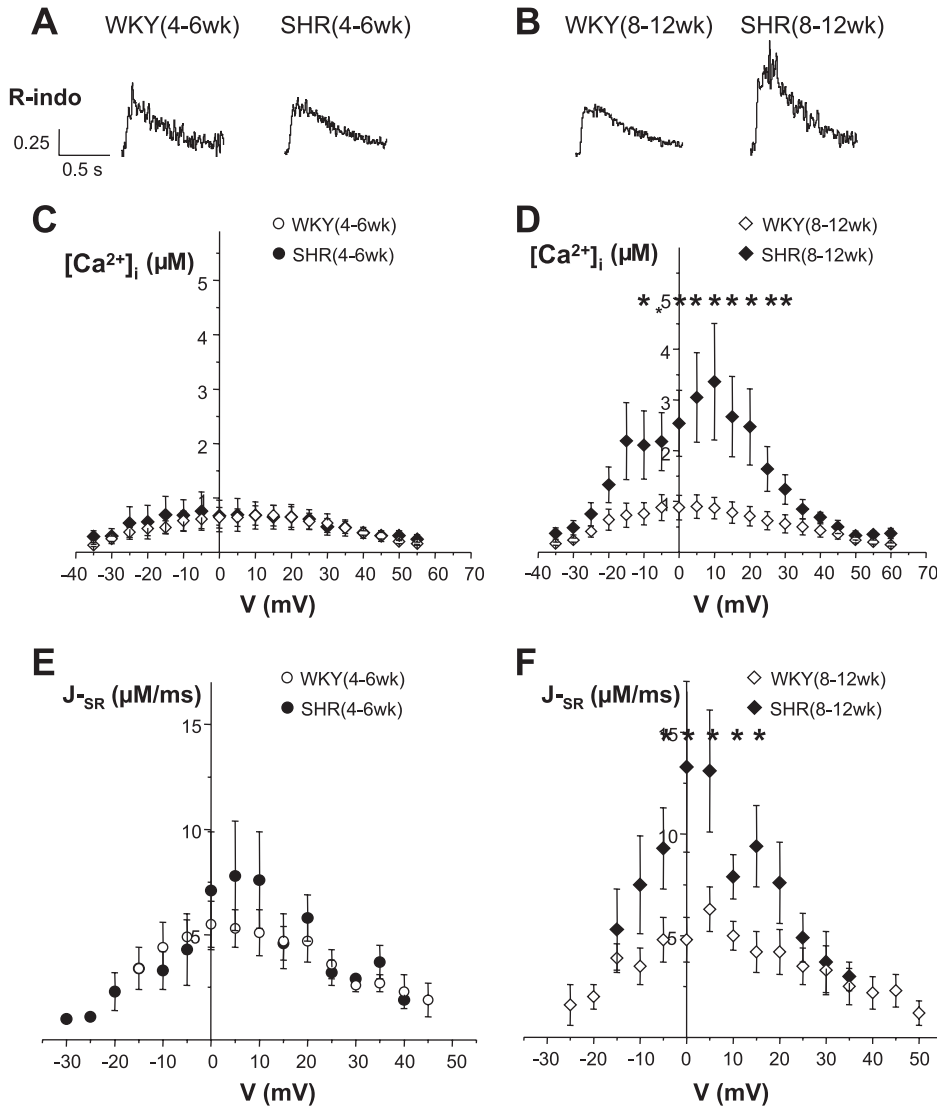 A
WKY(4-6wk)
SHR(4-6wk)
B
WKY(8-12wk)
SHR(8-12wk)
R-indo
0.25
0.5 s
C
WKY(4-6wk)
SHR(4-6wk)
[Ca2+]i (μM)
5
4
3
2
1
-40 -30 -20 -10 0 10 20 30 40 50 60 70
V (mV)
D
WKY(8-12wk)
SHR(8-12wk)
[Ca2+]i (μM)
* * 5 * * * * * * *
4
3
2
1
-40 -30 -20 -10 0 10 20 30 40 50 60 70
V (mV)
E
WKY(4-6wk)
SHR(4-6wk)
J-SR (μM/ms)
15
10
5
-30 -20 -10 0 10 20 30 40 50
V (mV)
F
WKY(8-12wk)
SHR(8-12wk)
J-SR (μM/ms)
15
* * * * *
10
5
-30 -20 -10 0 10 20 30 40 50
V (mV)